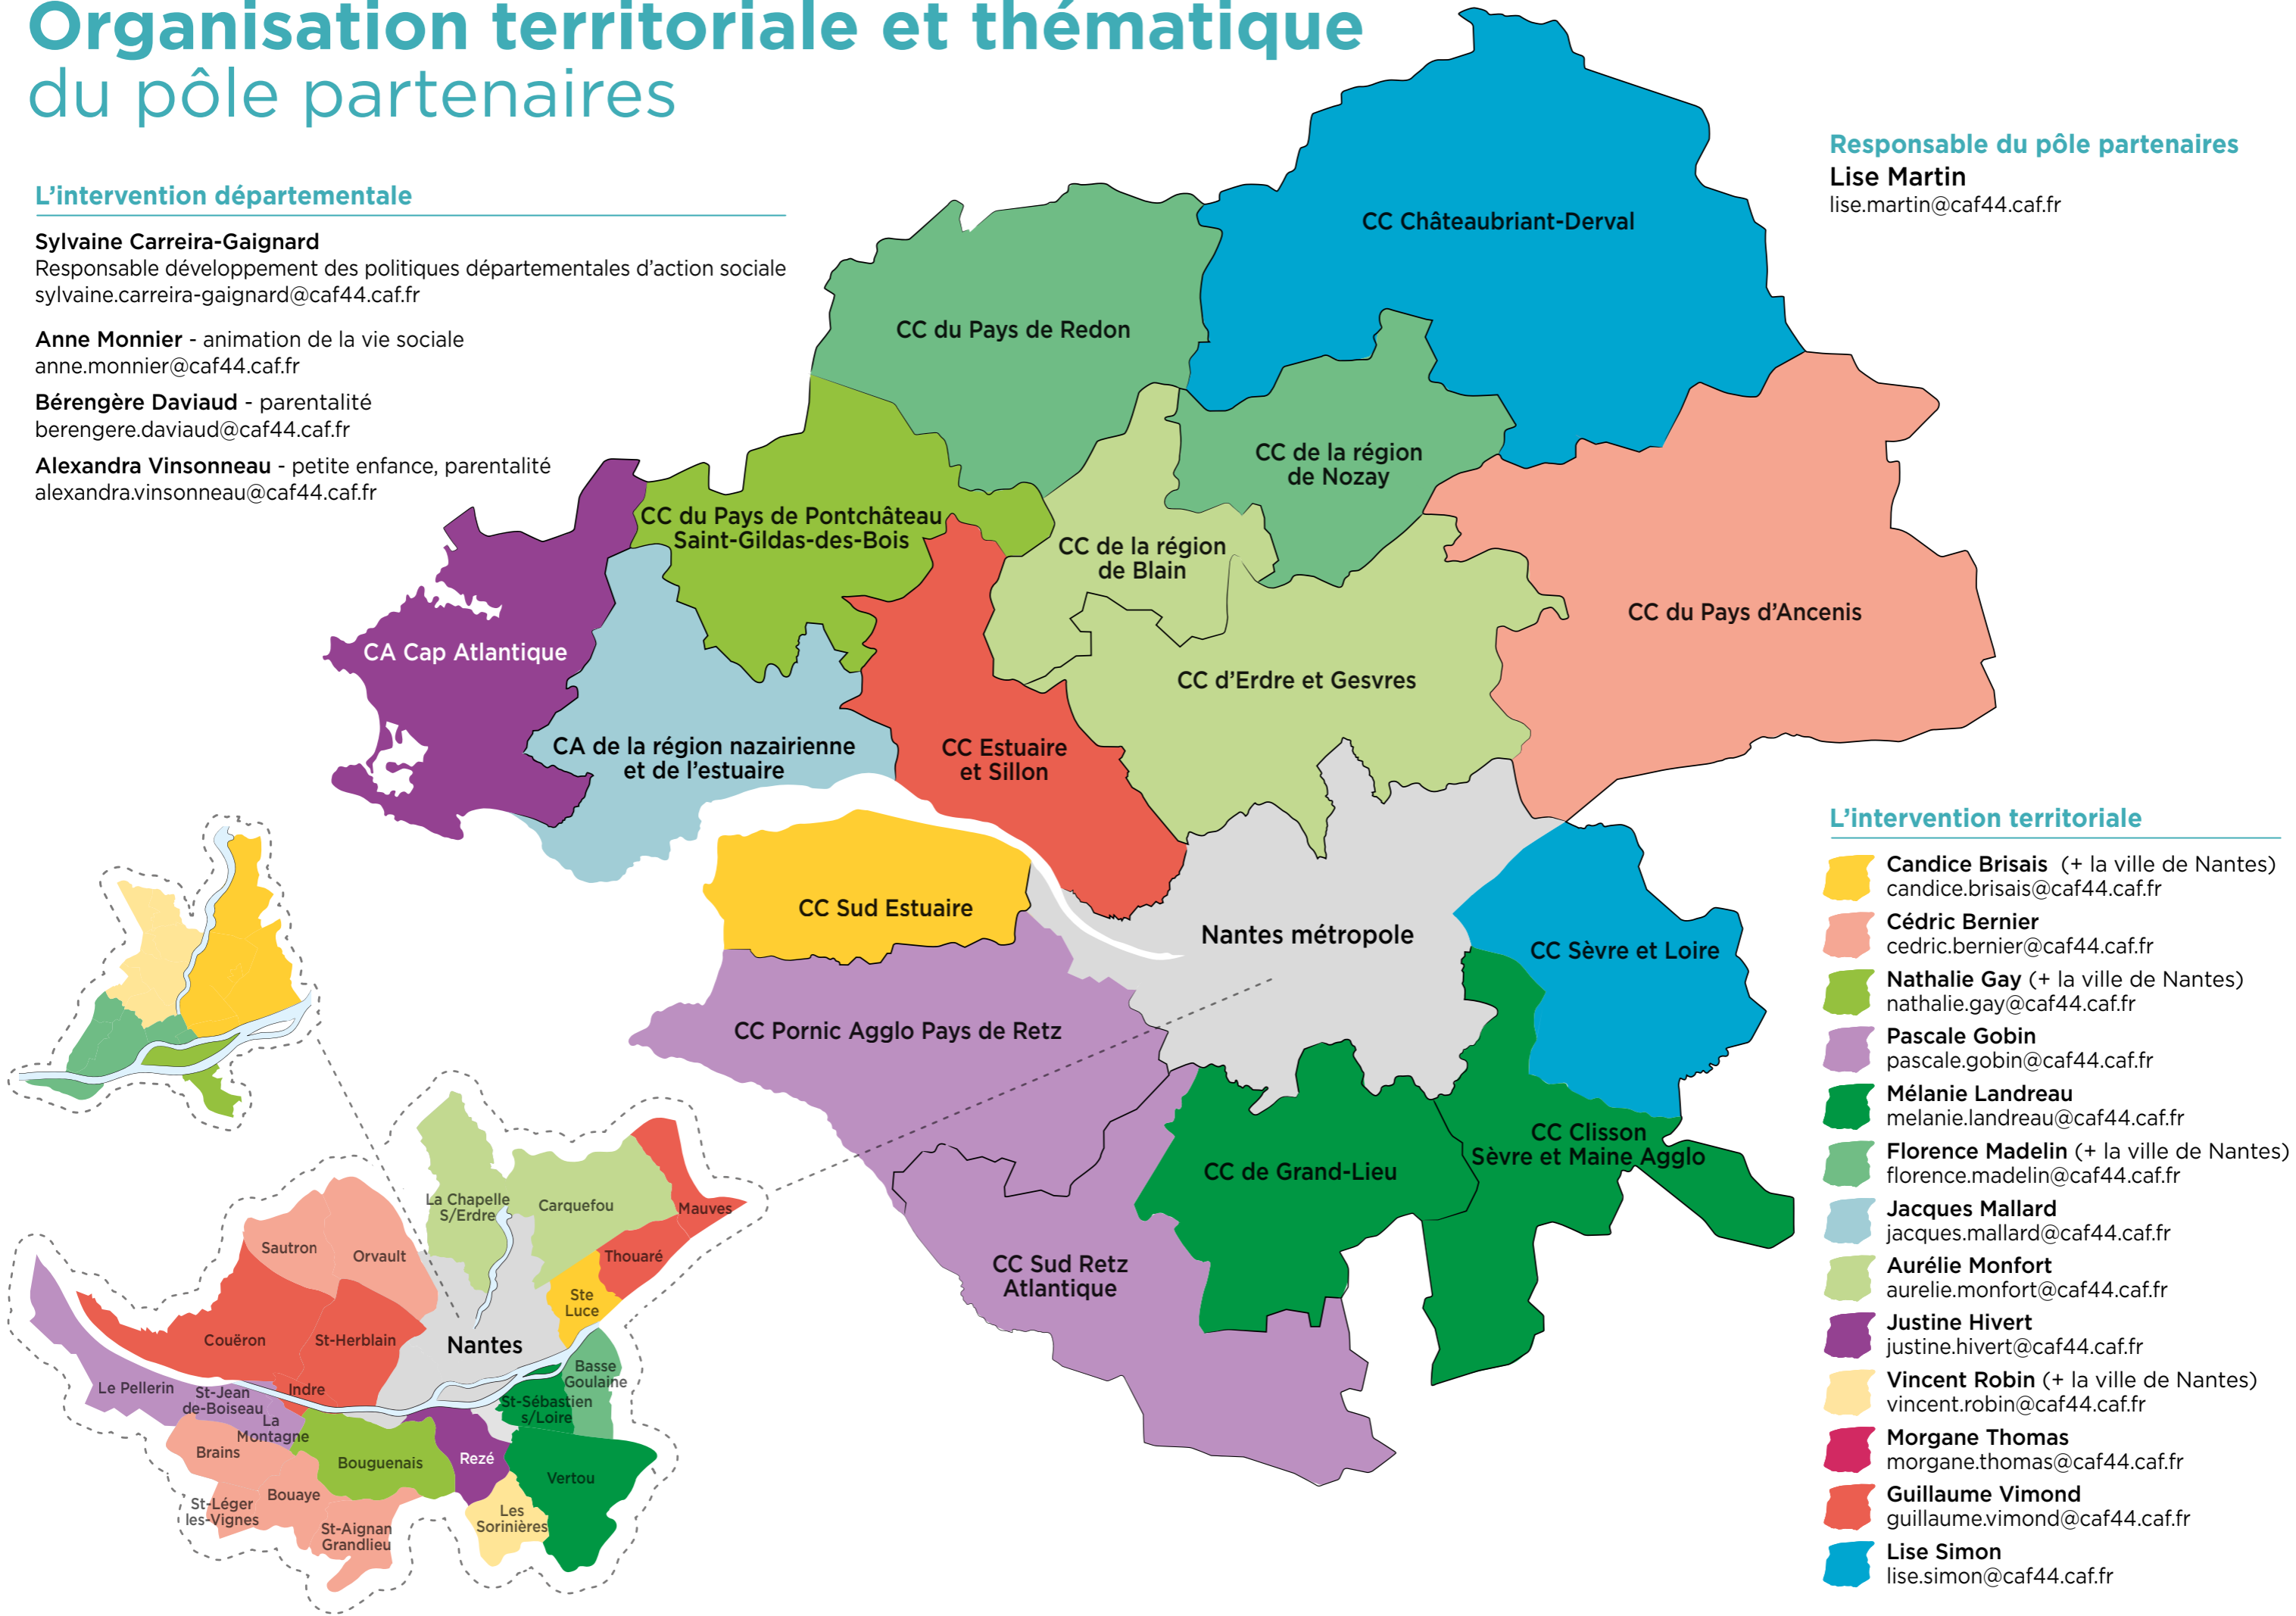 Organisation territoriale et thématique
du pôle partenaires
L'intervention départementale
Sylvaine Carreira-Gaignard
Responsable développement des politiques départementales d'action sociale
sylvaine.carreira-gaignard@caf44.caf.fr
Anne Monnier - animation de la vie sociale
anne.monnier@caf44.caf.fr
Bérengère Daviaud - parentalité
berengere.daviaud@caf44.caf.fr
Alexandra Vinsonneau - petite enfance, parentalité
alexandra.vinsonneau@caf44.caf.fr
Responsable du pôle partenaires
Lise Martin
lise.martin@caf44.caf.fr
CC Châteaubriant-Derval
CC du Pays de Redon
CC de la région
de Nozay
CC du Pays de Pontchâteau
Saint-Gildas-des-Bois
CC de la région
de Blain
CC du Pays d'Ancenis
CA Cap Atlantique
CC d'Erdre et Gesvres
CA de la région nazairienne
et de l'estuaire
CC Estuaire
et Sillon
CC Sud Estuaire
Nantes métropole
CC Sèvre et Loire
CC Pornic Agglo Pays de Retz
CC Clisson
Sèvre et Maine Agglo
CC de Grand-Lieu
CC Sud Retz
Atlantique
La Chapelle
S/Erdre
Carquefou
Mauves
Sautron
Orvault
Thouaré
Ste
Luce
Couëron
St-Herblain
Nantes
Basse
Goulaine
Le Pellerin
St-Jean
de-Boiseau
Indre
St-Sébastien
s/Loire
La
Montagne
Brains
Bouguenais
Rezé
Vertou
Bouaye
St-Léger
les-Vignes
Les
Sorinières
St-Aignan
Grandlieu
L'intervention territoriale
Candice Brisais (+ la ville de Nantes)
candice.brisais@caf44.caf.fr
Cédric Bernier
cedric.bernier@caf44.caf.fr
Nathalie Gay (+ la ville de Nantes)
nathalie.gay@caf44.caf.fr
Pascale Gobin
pascale.gobin@caf44.caf.fr
Mélanie Landreau
melanie.landreau@caf44.caf.fr
Florence Madelin (+ la ville de Nantes)
florence.madelin@caf44.caf.fr
Jacques Mallard
jacques.mallard@caf44.caf.fr
Aurélie Monfort
aurelie.monfort@caf44.caf.fr
Justine Hivert
justine.hivert@caf44.caf.fr
Vincent Robin (+ la ville de Nantes)
vincent.robin@caf44.caf.fr
Morgane Thomas
morgane.thomas@caf44.caf.fr
Guillaume Vimond
guillaume.vimond@caf44.caf.fr
Lise Simon
lise.simon@caf44.caf.fr